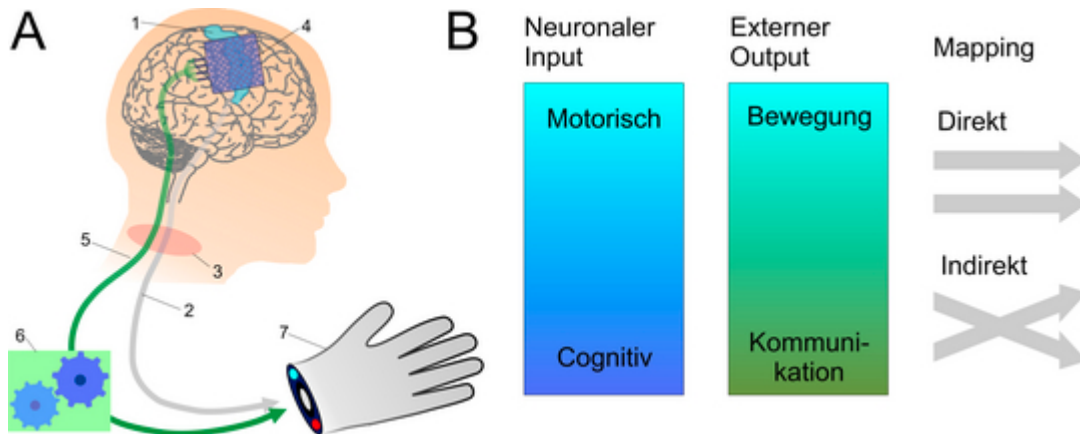 A
1
4
5
3
2
6
7
B
Neuronaler
Input
Motorisch
Cognitiv
Externer
Output
Bewegung
Kommuni-
kation
Mapping
Direkt
Indirekt